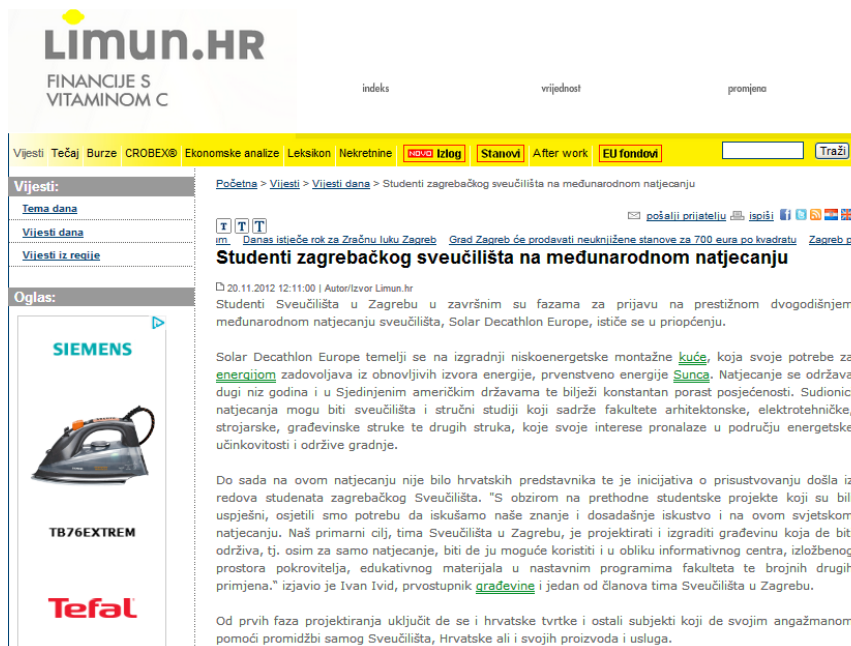 Limun.HR
FINANCIJE S
VITAMINOM C
indeks vrijednost promjena
Vijesti Tečaj Burze CROBEX® Ekonomske analize Leksikon Nekretnine NOVO Izlog Stanovi After work EU fondovi Traži
Vijesti:
Tema dana
Vijesti dana
Vijesti iz regije
Oglas:
SIEMENS
TB76EXTREM
Tefal
Početna > Vijesti > Vijesti dana > Studenti zagrebačkog sveučilišta na međunarodnom natjecanju
pošalji prijatelju ispiši
T T T
Danas istječe rok za Zračnu luku Zagreb Grad Zagreb će prodavati neuknjižene stanove za 700 eura po kvadratu Zagreb p
Studenti zagrebačkog sveučilišta na međunarodnom natjecanju
20.11.2012 12:11:00 | Autor/Izvor Limun.hr
Studenti Sveučilišta u Zagrebu u završnim su fazama za prijavu na prestižnom dvogodišnjem
međunarodnom natjecanju sveučilišta, Solar Decathlon Europe, ističe se u priopćenju.
Solar Decathlon Europe temelji se na izgradnji niskoenergetske montažne kuće, koja svoje potrebe za
energijom zadovoljava iz obnovljivih izvora energije, prvenstveno energije Sunca. Natjecanje se održava
dugi niz godina i u Sjedinjenim američkim državama te bilježi konstantan porast posjećenosti. Sudionic
natjecanja mogu biti sveučilišta i stručni studiji koji sadrže fakultete arhitektonske, elektrotehničke,
strojarske, građevinske struke te drugih struka, koje svoje interese pronalaze u području energetske
učinkovitosti i održive gradnje.
Do sada na ovom natjecanju nije bilo hrvatskih predstavnika te je inicijativa o prisustvovanju došla iz
redova studenata zagrebačkog Sveučilišta. "S obzirom na prethodne studentske projekte koji su bil
uspješni, osjetili smo potrebu da iskušamo naše znanje i dosadašnje iskustvo i na ovom svjetskom
natjecanju. Naš primarni cilj, tima Sveučilišta u Zagrebu, je projektirati i izgraditi građevinu koja de bit
održiva, tj. osim za samo natjecanje, biti de ju moguće koristiti i u obliku informativnog centra, izložbenog
prostora pokrovitelja, edukativnog materijala u nastavnim programima fakulteta te brojnih drugih
primjena.“ izjavio je Ivan Ivid, prvostupnik građevine i jedan od članova tima Sveučilišta u Zagrebu.
Od prvih faza projektiranja uključit de se i hrvatske tvrtke i ostali subjekti koji de svojim angažmanom
pomoći promidžbi samog Sveučilišta, Hrvatske ali i svojih proizvoda i usluga.